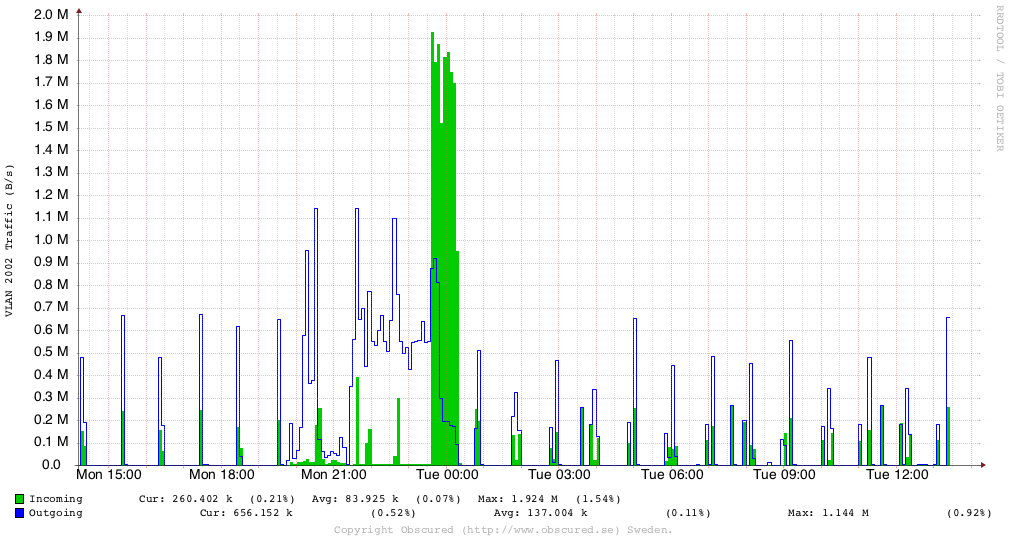 2.0 M
1.9 M
1.8 M
1.7 M
1.6 M
1.5 M
1.4 M
1.3 M
1.2 M
1.1 M
1.0 M
0.9 M
0.8 M
0.7 M
0.6 M
0.5 M
0.4 M
0.3 M
0.2 M
0.1 M
0.0
VLAN 2002 Traffic (B/s)
RRDTOOL / TOBI OETIKER
Mon 15:00 Mon 18:00 Mon 21:00 Tue 00:00 Tue 03:00 Tue 06:00 Tue 09:00 Tue 12:00
Incoming Cur: 260.402 k (0.21%) Avg: 83.925 k (0.07%) Max: 1.924 M (1.54%)
Outgoing Cur: 656.152 k (0.52%) Avg: 137.004 k (0.11%) Max: 1.144 M (0.92%)
Copyright Obscured (http://www.obscured.se) Sweden.